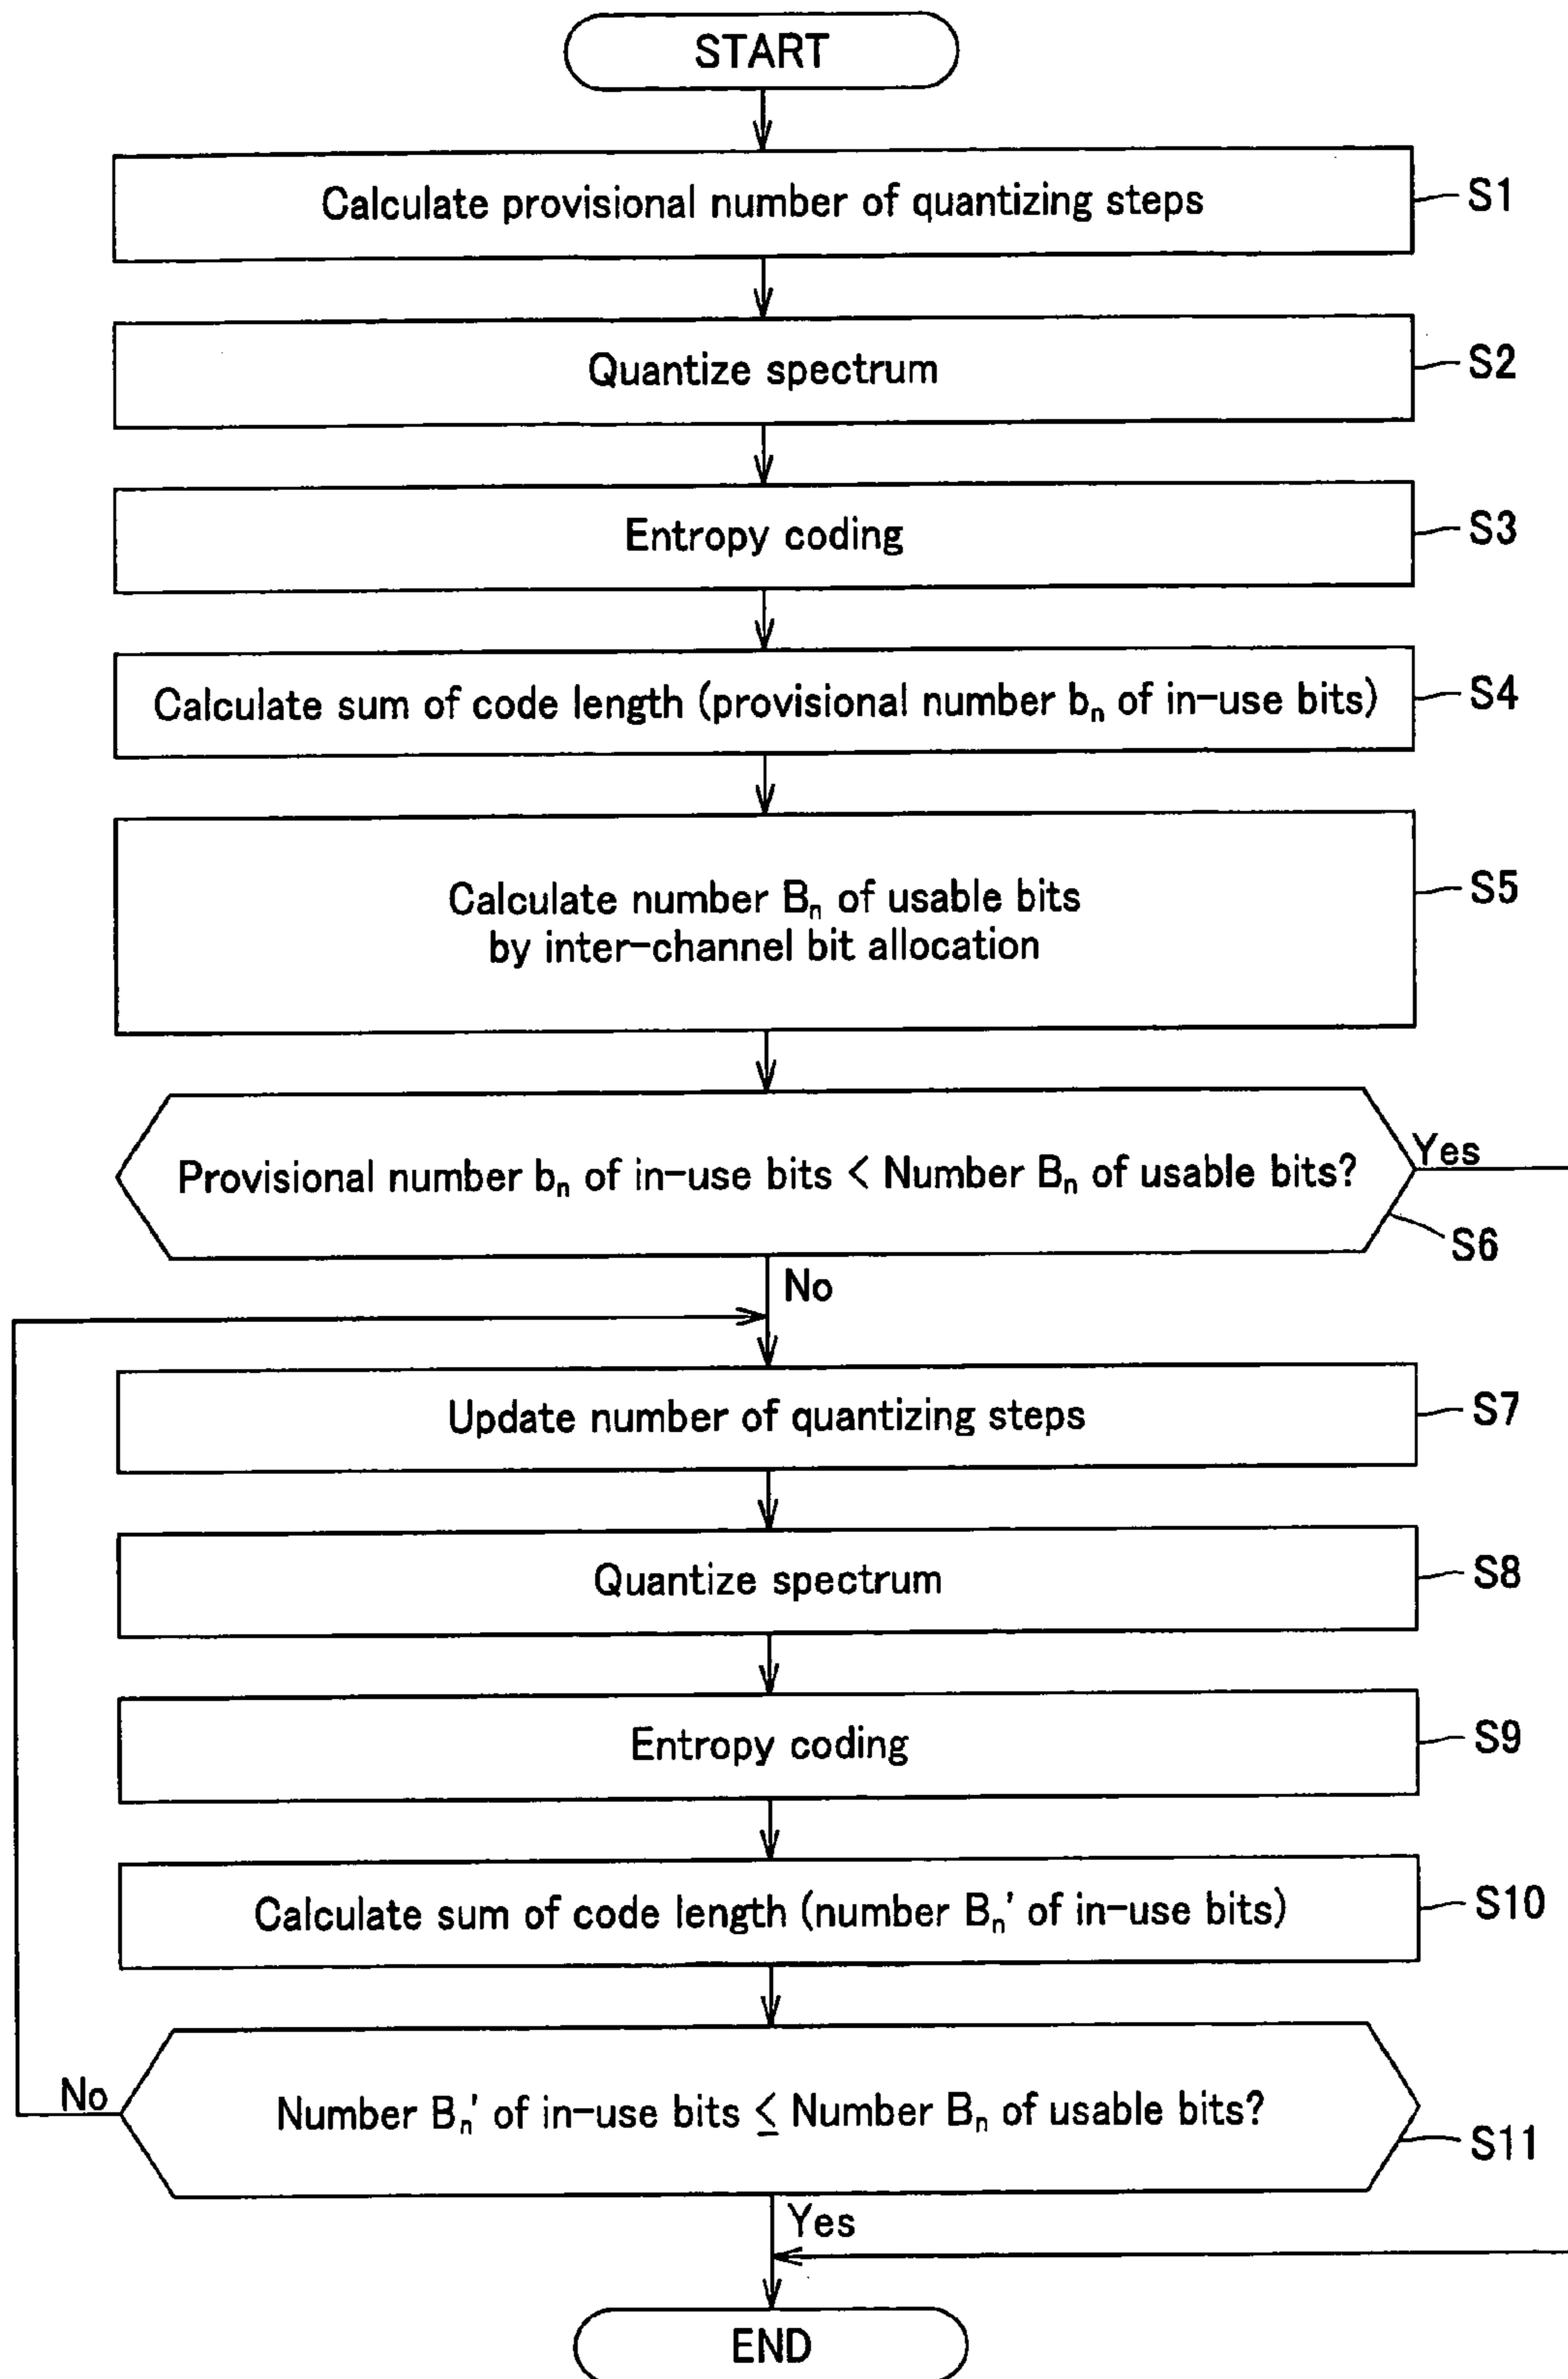 START
Calculate provisional number of quantizing steps
S1
Quantize spectrum
S2
Entropy coding
S3
Calculate sum of code length (provisional number bₙ of in-use bits)
S4
Calculate number Bₙ of usable bits
by inter-channel bit allocation
S5
Provisional number bₙ of in-use bits < Number Bₙ of usable bits?
Yes
S6
No
Update number of quantizing steps
S7
Quantize spectrum
S8
Entropy coding
S9
Calculate sum of code length (number Bₙ' of in-use bits)
S10
No
Number Bₙ' of in-use bits ≤ Number Bₙ of usable bits?
S11
Yes
END